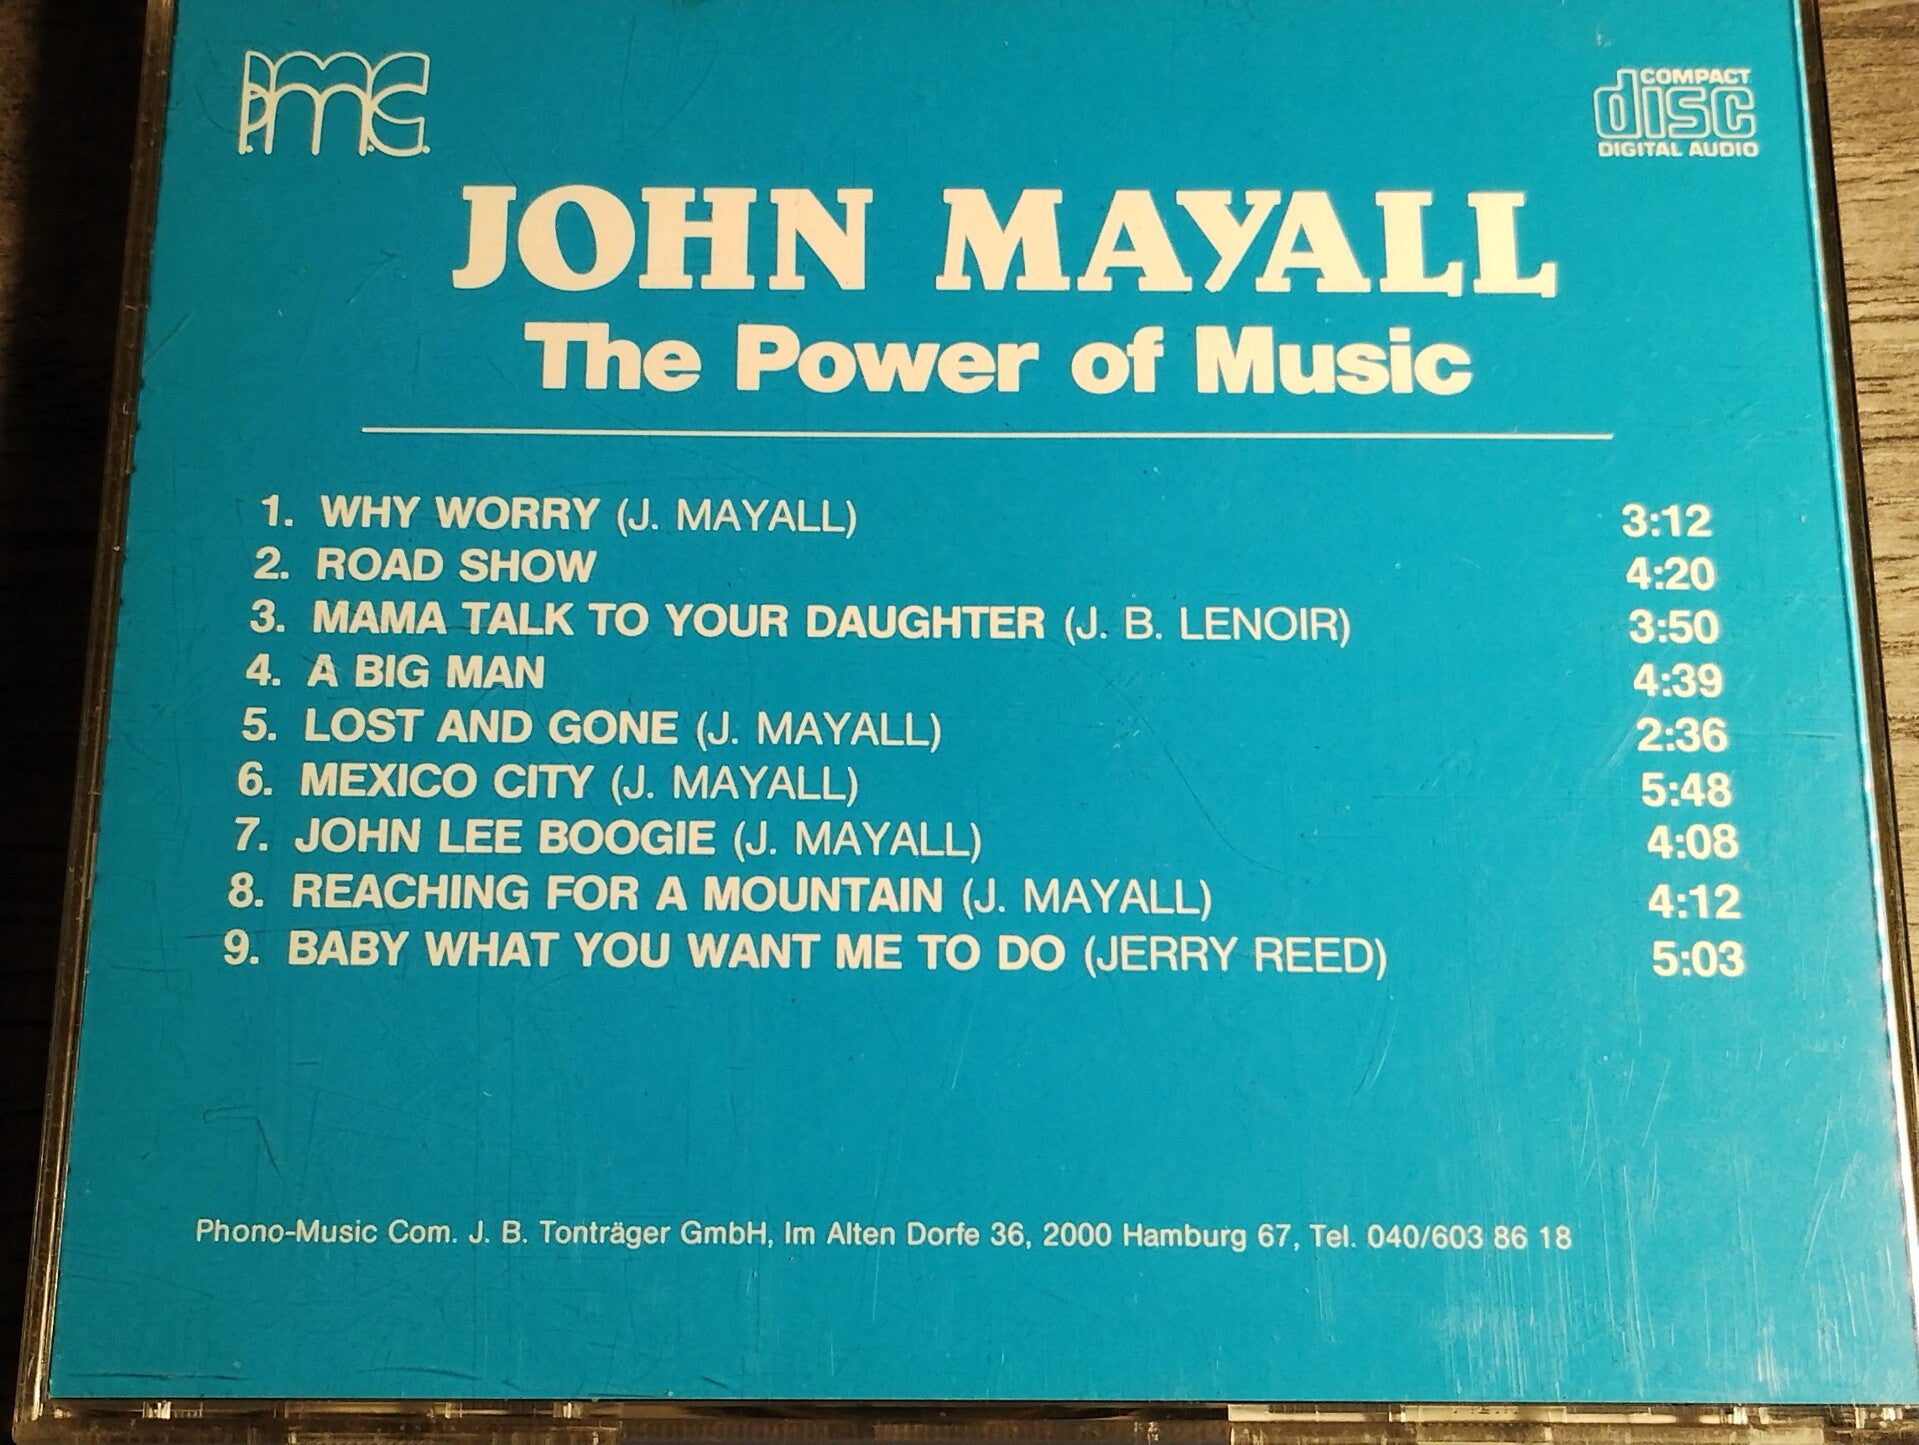 P.M.C.
COMPACT
disc
DIGITAL AUDIO
JOHN MAYALL
The Power of Music
1. WHY WORRY (J. MAYALL) 3:12
2. ROAD SHOW 4:20
3. MAMA TALK TO YOUR DAUGHTER (J. B. LENOIR) 3:50
4. A BIG MAN 4:39
5. LOST AND GONE (J. MAYALL) 2:36
6. MEXICO CITY (J. MAYALL) 5:48
7. JOHN LEE BOOGIE (J. MAYALL) 4:08
8. REACHING FOR A MOUNTAIN (J. MAYALL) 4:12
9. BABY WHAT YOU WANT ME TO DO (JERRY REED) 5:03
Phono-Music Com. J. B. Tonträger GmbH, Im Alten Dorfe 36, 2000 Hamburg 67, Tel. 040/603 86 18